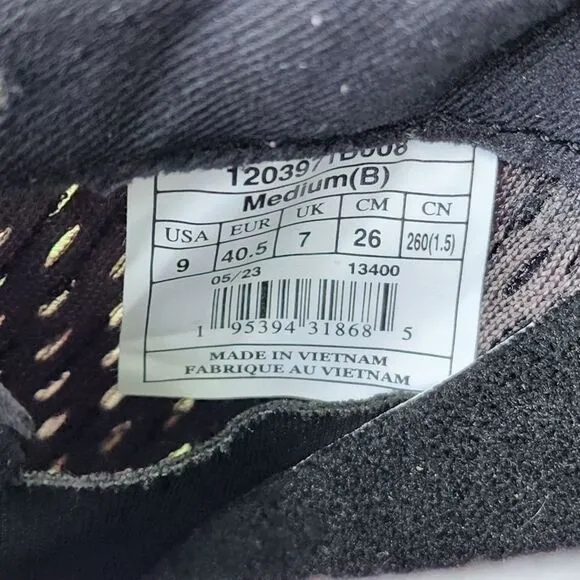 1203971B008
Medium(B)
USA EUR UK CM CN
9 40.5 7 26 260(1.5)
05/23 13400
1 95394 31868 5
MADE IN VIETNAM
FABRIQUE AU VIETNAM